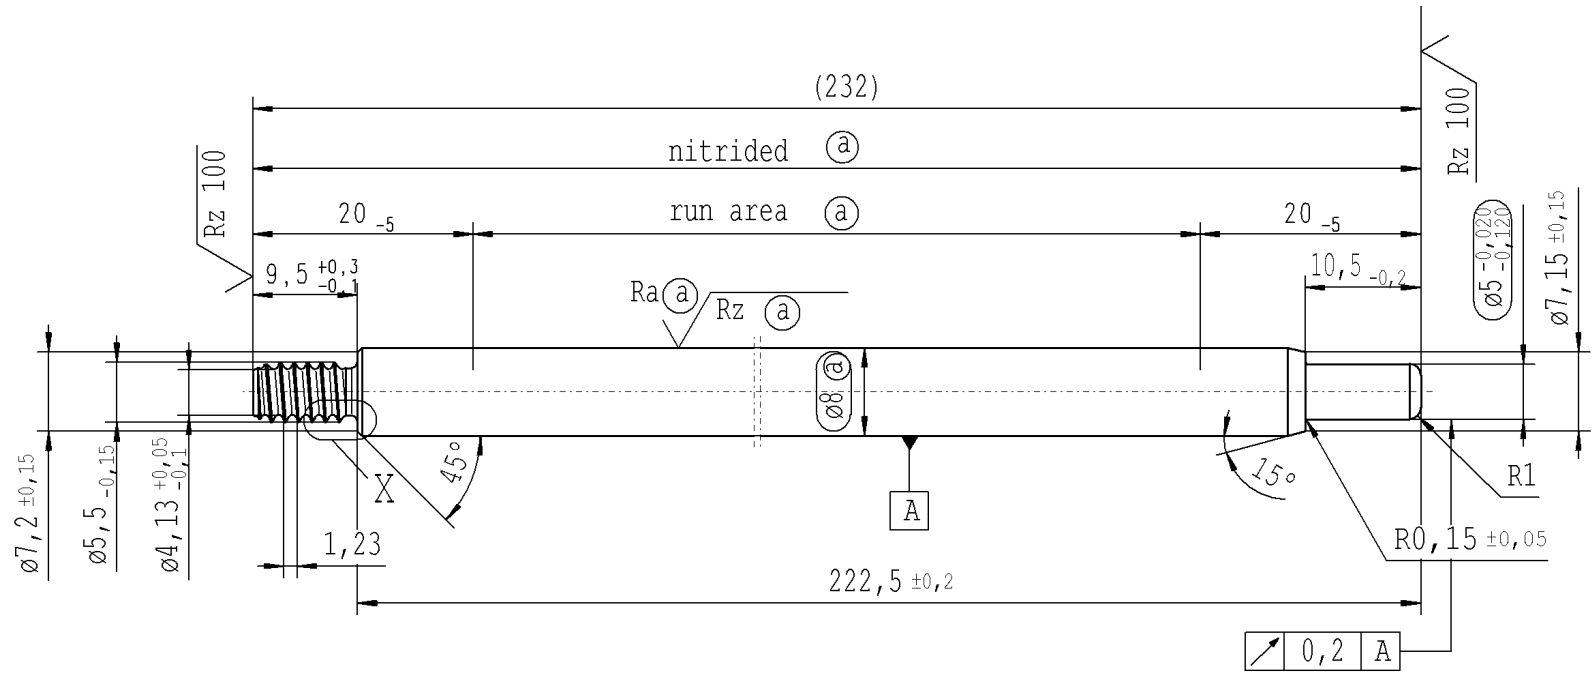 (232)
nitrided a
Rz 100
Rz 100
20 -5
run area a
20 -5
9,5 +0,3 -0,1
10,5 -0,2
ø5 -0,020 -0,120
ø7,15 ±0,15
Ra a
Rz a
ø8 a
ø7,2 ±0,15
ø5,5 -0,15
ø4,13 +0,05 -0,1
X
45°
15°
A
R1
1,23
R0,15 ±0,05
222,5 ±0,2
0,2 A